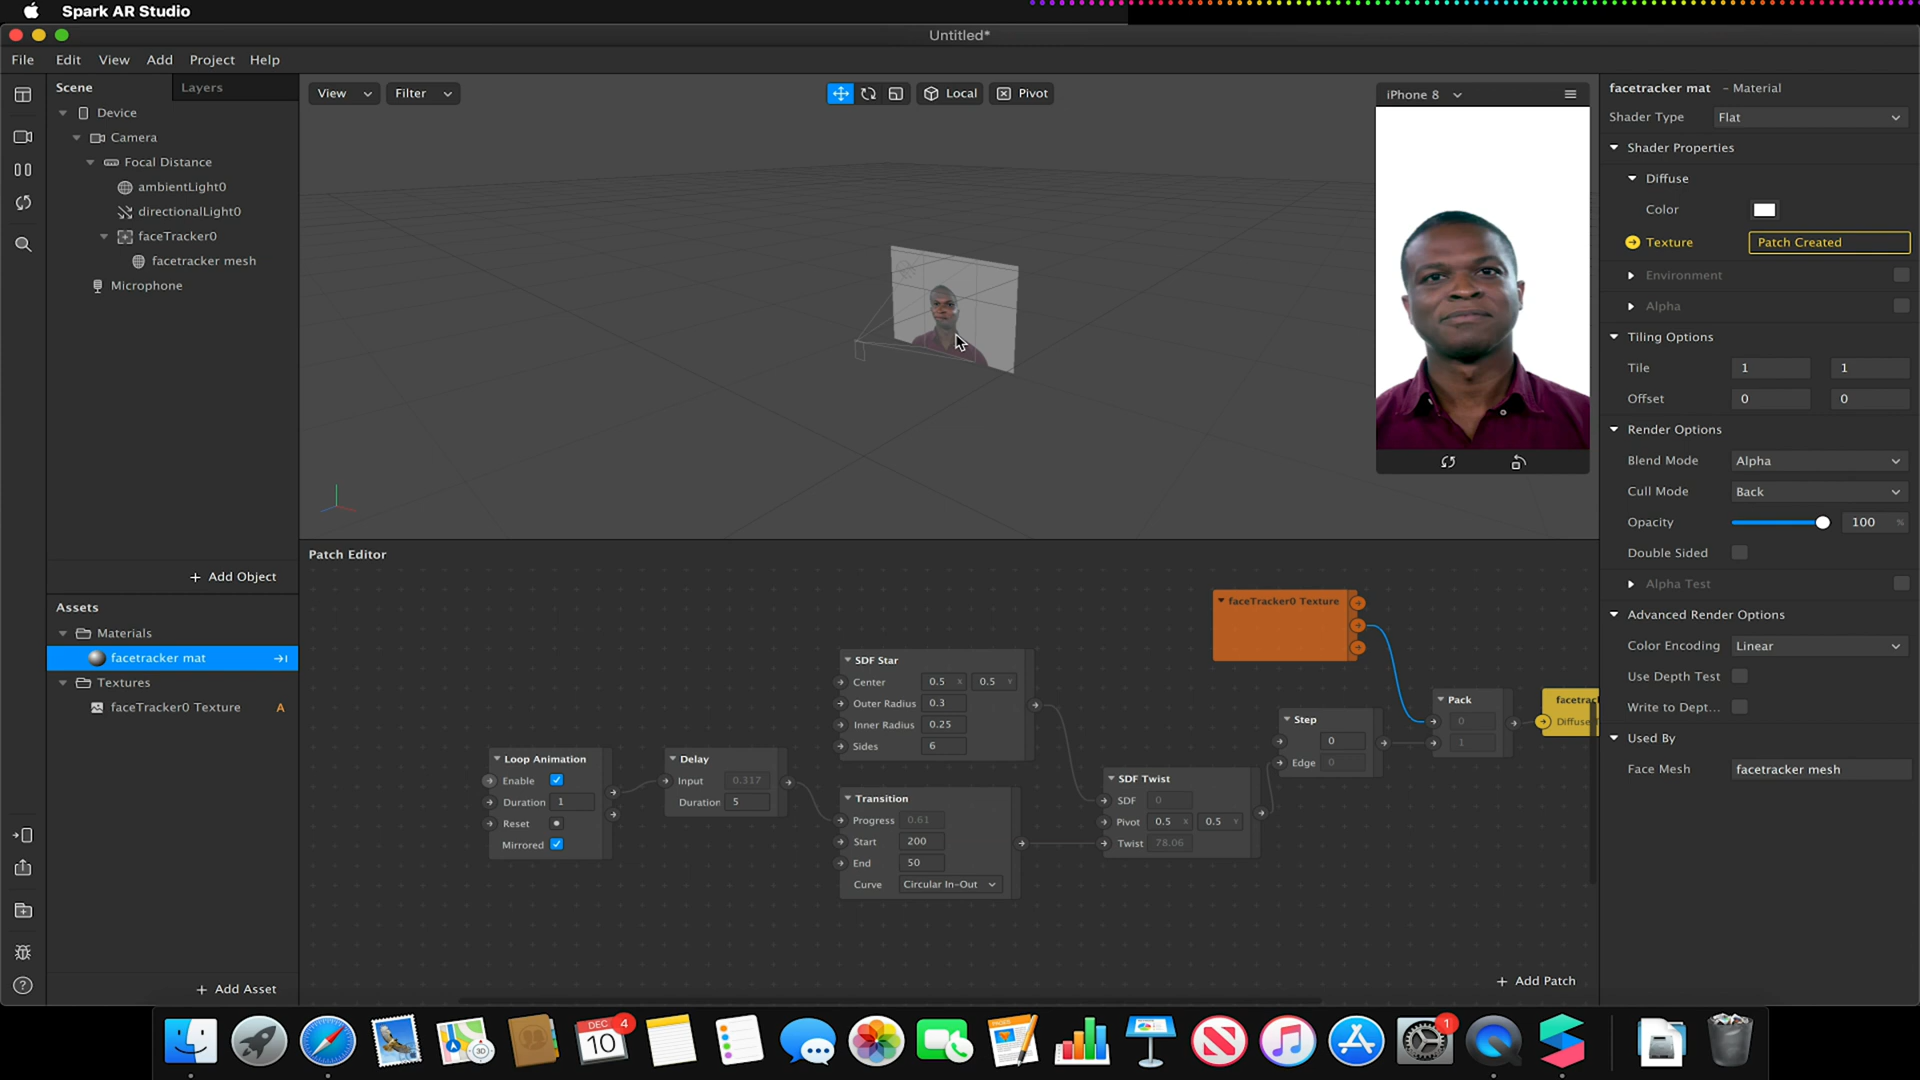 Spark AR Studio
Untitled*
File Edit View Add Project Help
Scene Layers
Device
Camera
Focal Distance
ambientLight0
directionalLight0
faceTracker0
facetracker mesh
Microphone
+ Add Object
Assets
Materials
facetracker mat
Textures
faceTracker0 Texture A
+ Add Asset
View Filter Local Pivot
iPhone 8
Patch Editor
faceTracker0 Texture
SDF Star
Center 0.5 X 0.5 Y
Outer Radius 0.3
Inner Radius 0.25
Sides 6
Loop Animation
Enable
Duration 1
Reset
Mirrored
Delay
Input 0.317
Duration 5
Transition
Progress 0.61
Start 200
End 50
Curve Circular In-Out
SDF Twist
SDF 0
Pivot 0.5 X 0.5 Y
Twist 78.06
Step
0
Edge 0
Pack
0
1
facetrac
Diffuse
+ Add Patch
facetracker mat - Material
Shader Type Flat
Shader Properties
Diffuse
Color
Texture Patch Created
Environment
Alpha
Tiling Options
Tile 1 1
Offset 0 0
Render Options
Blend Mode Alpha
Cull Mode Back
Opacity 100 %
Double Sided
Alpha Test
Advanced Render Options
Color Encoding Linear
Use Depth Test
Write to Dept...
Used By
Face Mesh facetracker mesh
DEC. 4
10
1